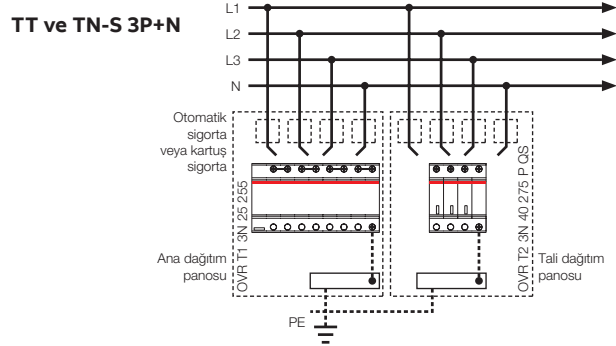 TT ve TN-S 3P+N
L1
L2
L3
N
Otomatik
sigorta
veya kartuş
sigorta
OVR T1 3N 25 255
Ana dağıtım
panosu
OVR T2 3N 40 275 P QS
Tali dağıtım
panosu
PE